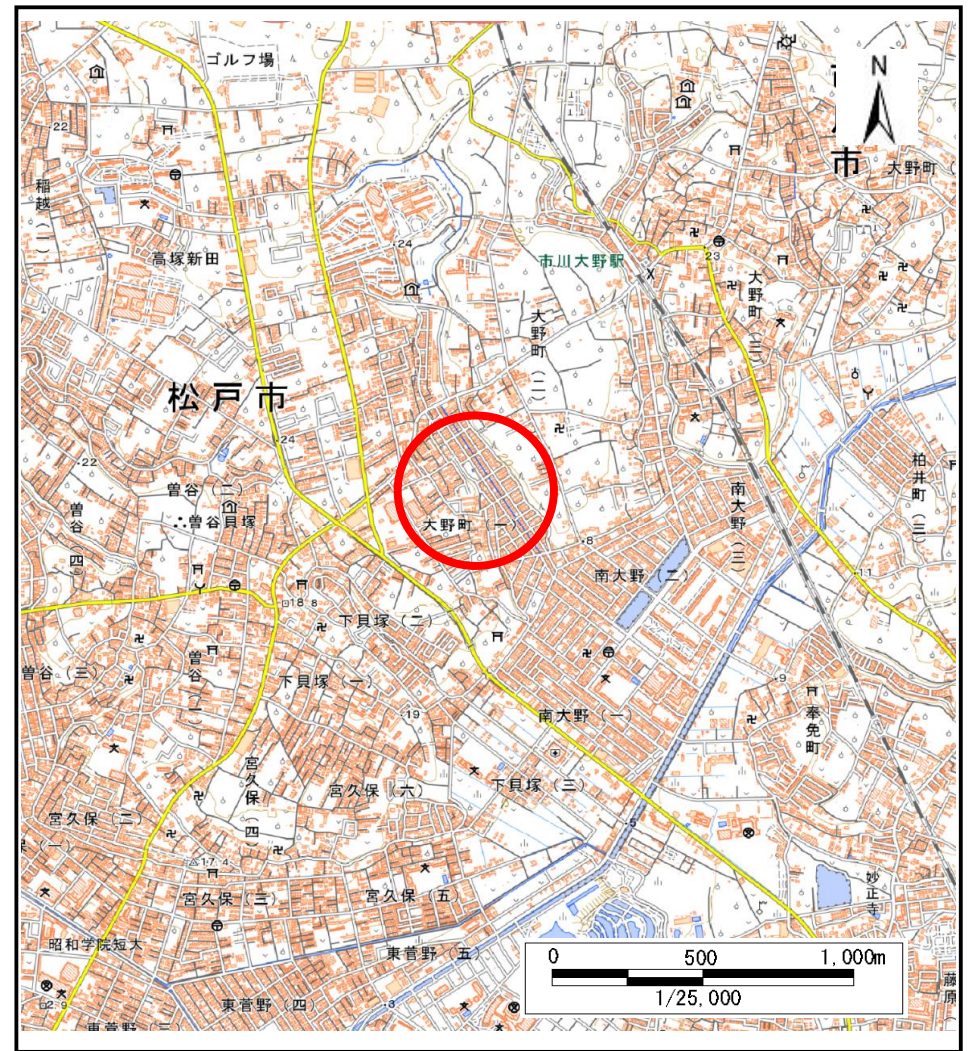 ゴルフ場
N
市
大野町
22
稲越(二)
高塚新田
24
市川大野駅
23
大野町(三)
大野町(二)
松戸市
24
22
曽谷(二)
曽谷貝塚
曽谷(四)
大野町(一)
8
南大野(三)
柏井町(三)
南大野(二)
11
18.8
下貝塚(二)
曽谷(三)
曽谷(一)
下貝塚(一)
19
南大野(一)
9
奉免町
宮久保(四)
宮久保(六)
下貝塚(三)
宮久保(二)
5
17.4
宮久保(三)
宮久保(五)
妙正寺
昭和学院短大
東菅野(五)
藤原
2.9
東菅野(四)
3
東菅野(三)
0 500 1,000m
1/25,000